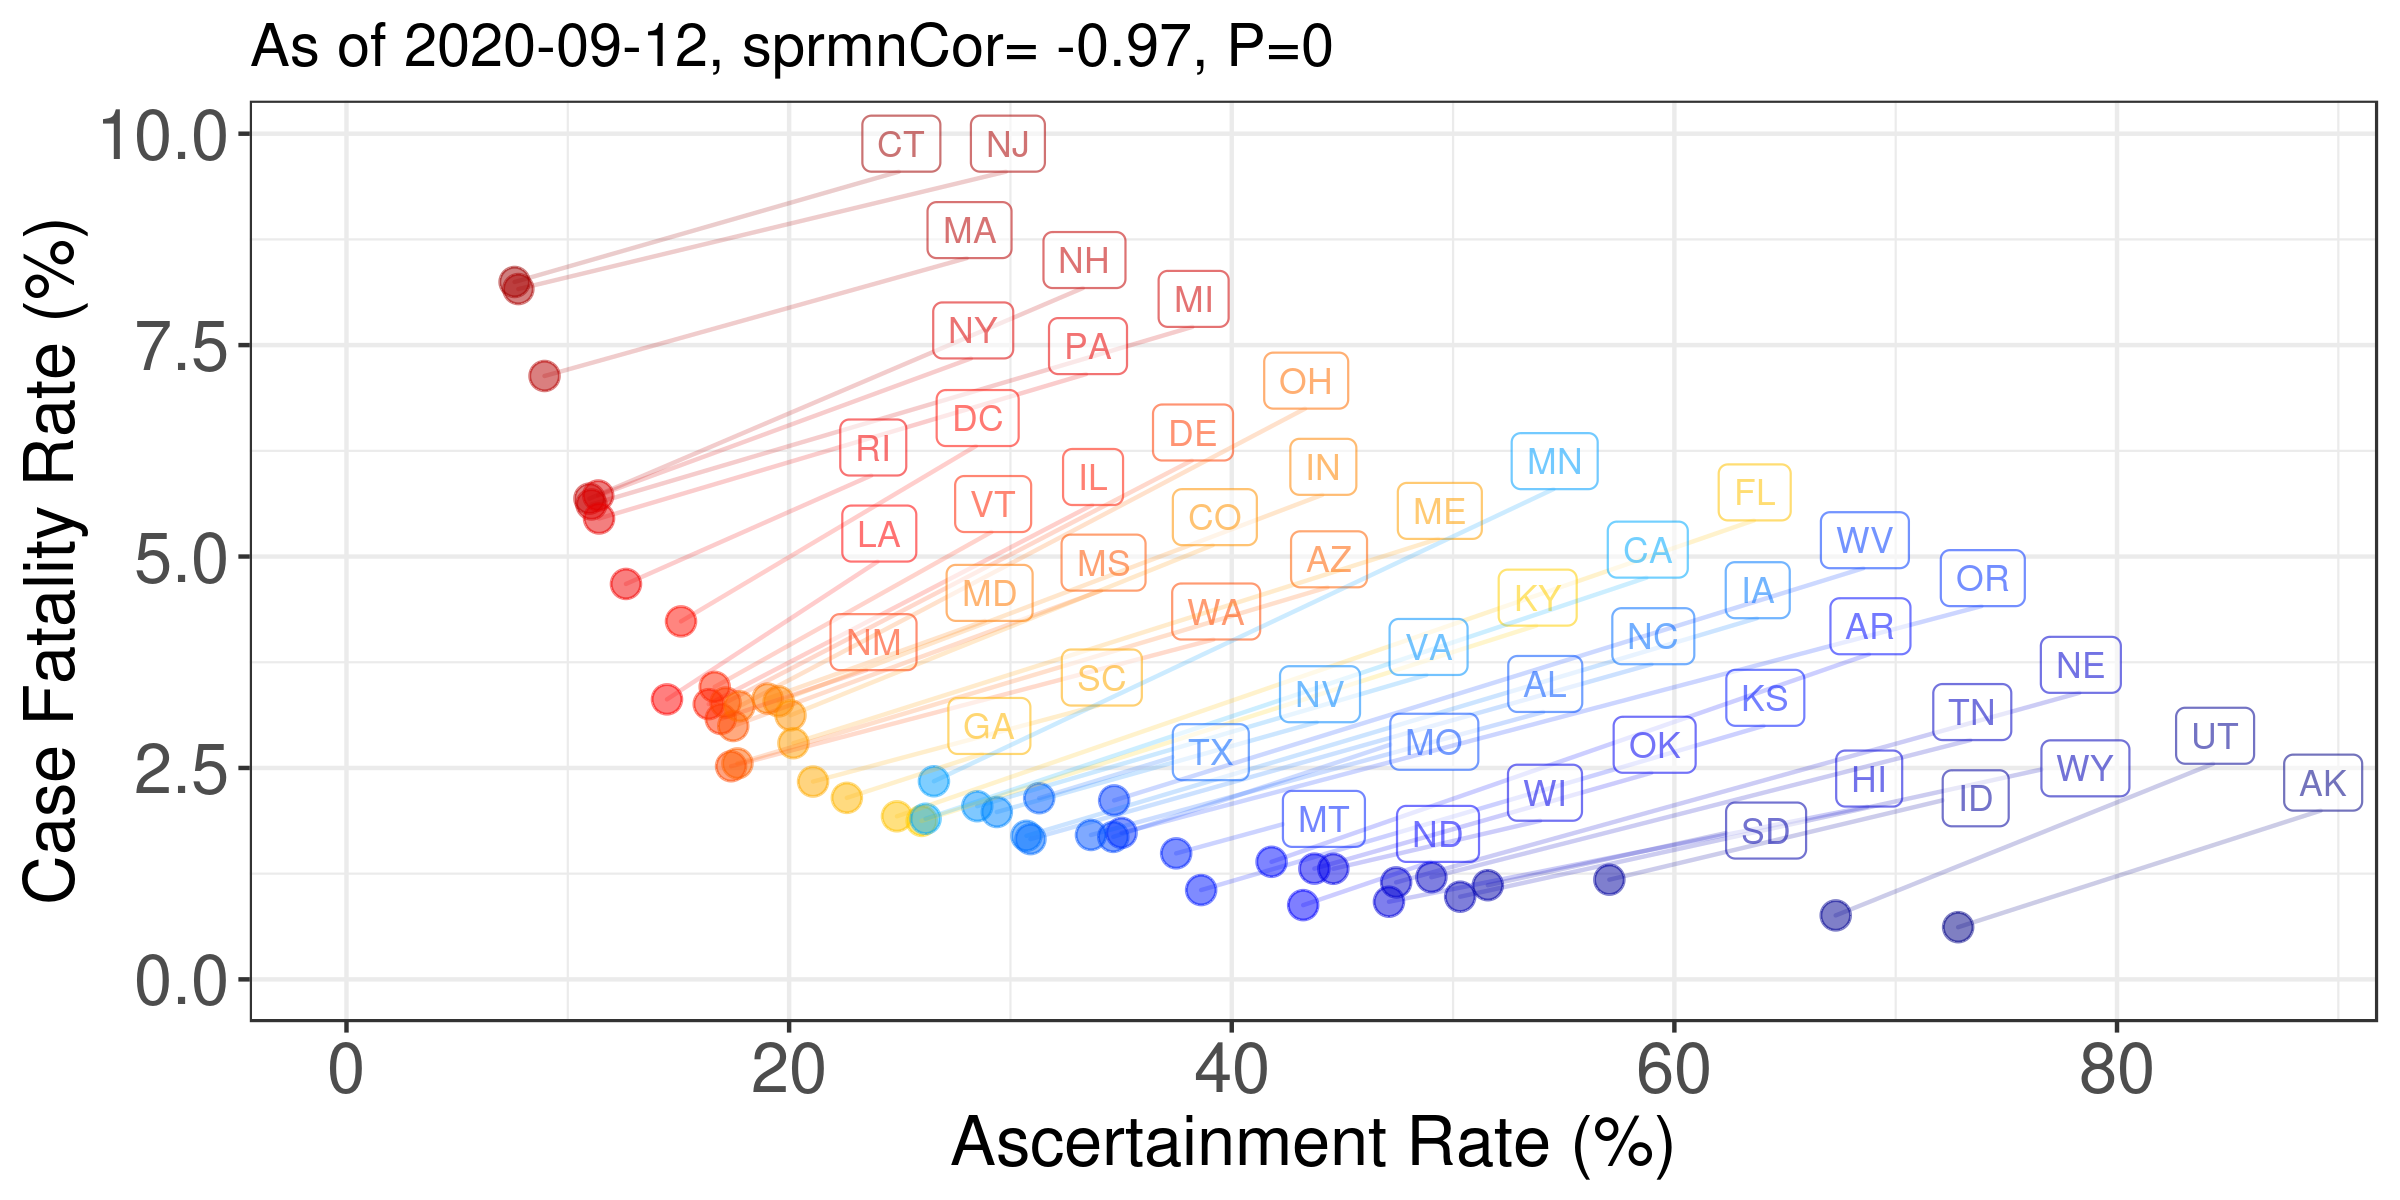 As of 2020-09-12, sprmnCor= -0.97, P=0
Case Fatality Rate (%)
10.0
7.5
5.0
2.5
0.0
CT
NJ
MA
NH
MI
NY
PA
OH
DC
DE
RI
IN
MN
IL
FL
VT
ME
CO
LA
WV
CA
AZ
MS
OR
IA
MD
KY
WA
AR
NC
NM
VA
NE
SC
AL
NV
KS
TN
GA
UT
MO
OK
TX
WY
HI
AK
WI
ID
MT
SD
ND
0
20
40
60
80
Ascertainment Rate (%)